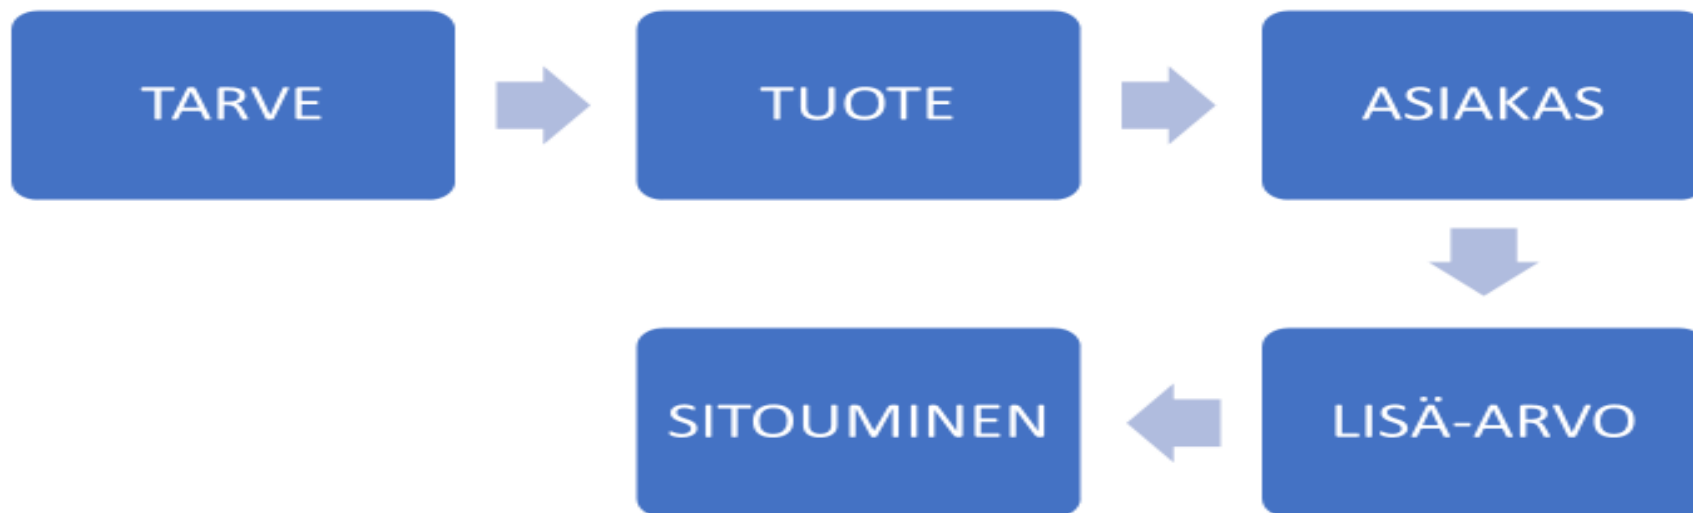 TARVE
TUOTE
ASIAKAS
LISÄ-ARVO
SITOUMINEN